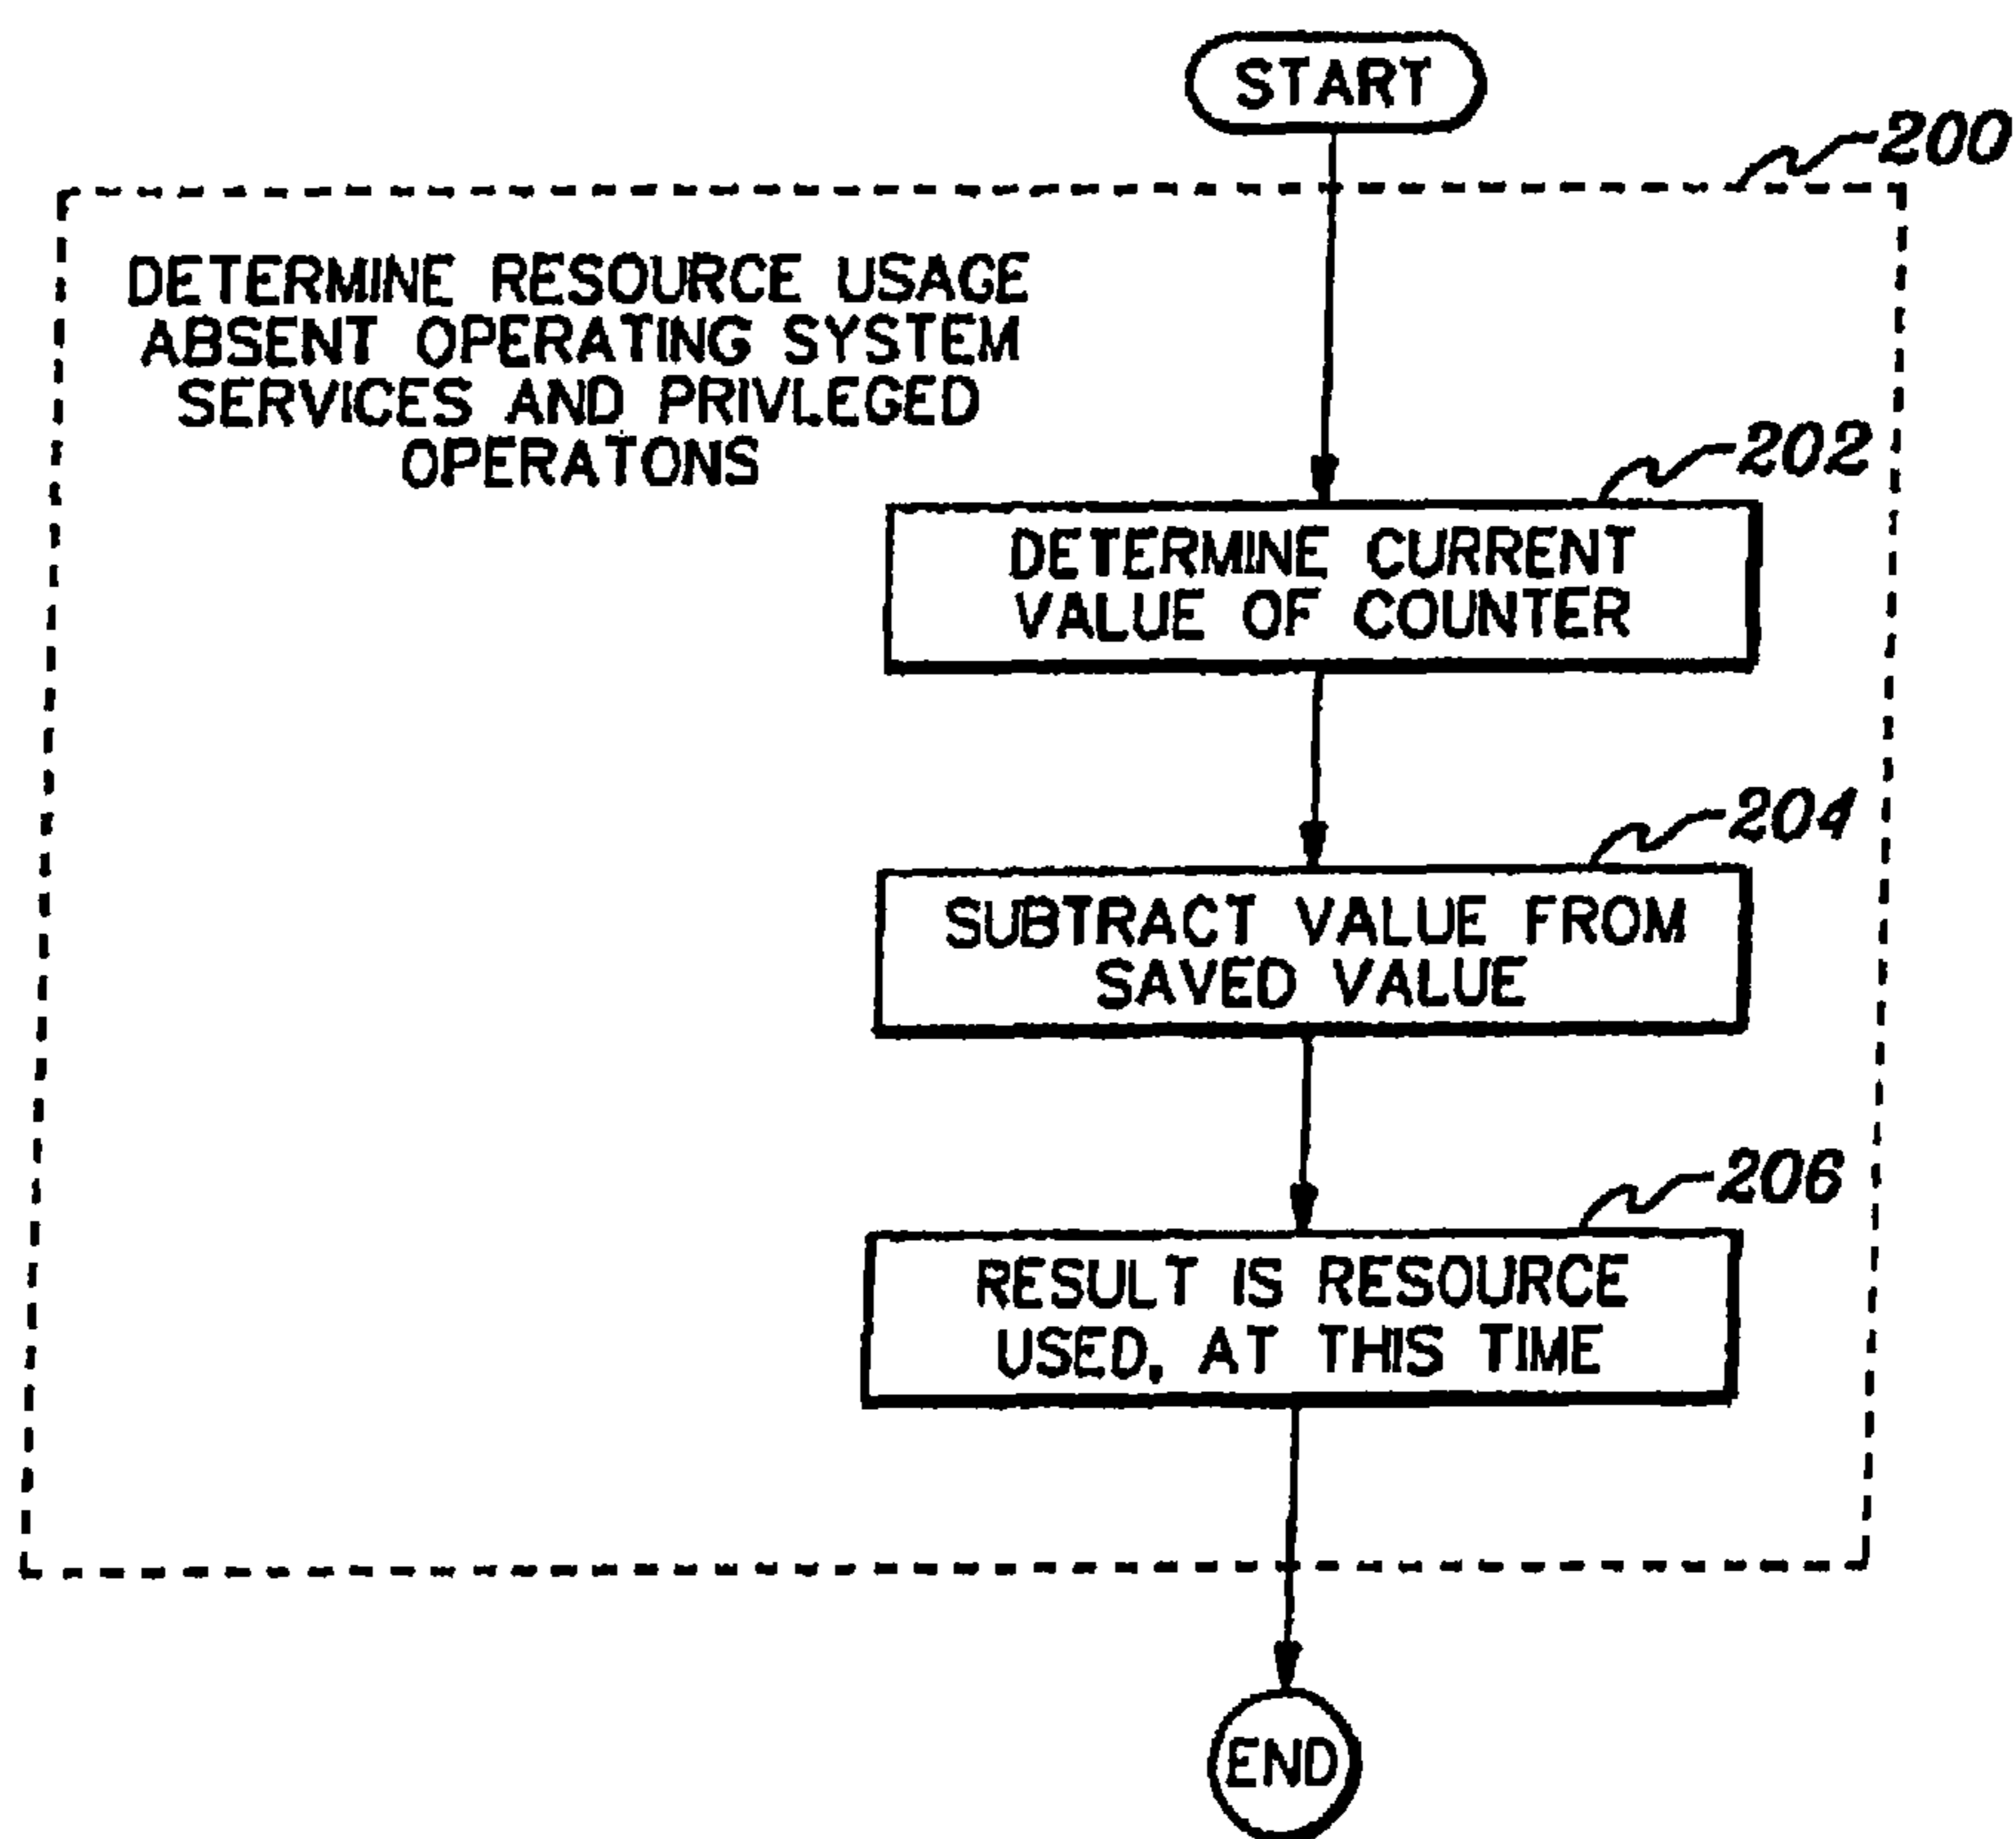 START
200
DETERMINE RESOURCE USAGE
ABSENT OPERATING SYSTEM
SERVICES AND PRIVLEGED
OPERATONS
202
DETERMINE CURRENT
VALUE OF COUNTER
204
SUBTRACT VALUE FROM
SAVED VALUE
206
RESULT IS RESOURCE
USED, AT THIS TIME
END